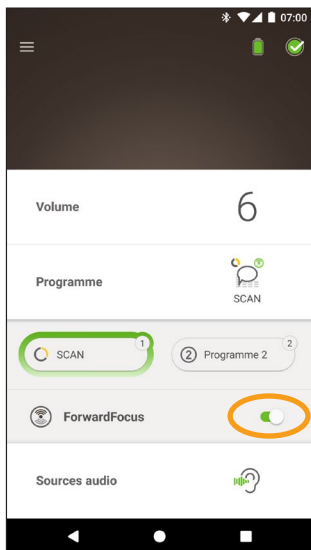 07:00
Volume 6
Programme
SCAN
SCAN 1 2 Programme 2 2
ForwardFocus
Sources audio